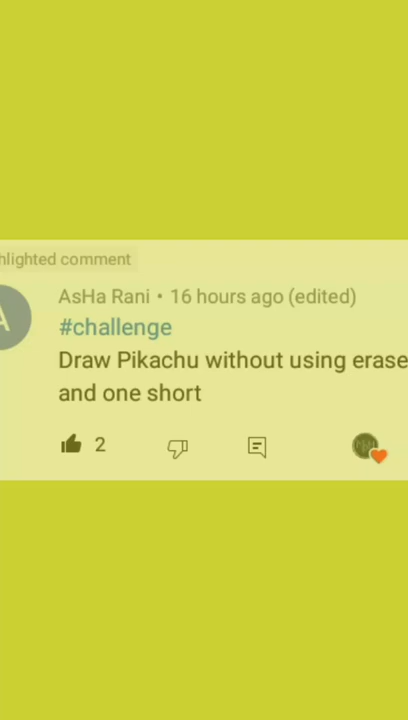 hlighted comment
A
AsHa Rani • 16 hours ago (edited)
#challenge
Draw Pikachu without using erase
and one short
2